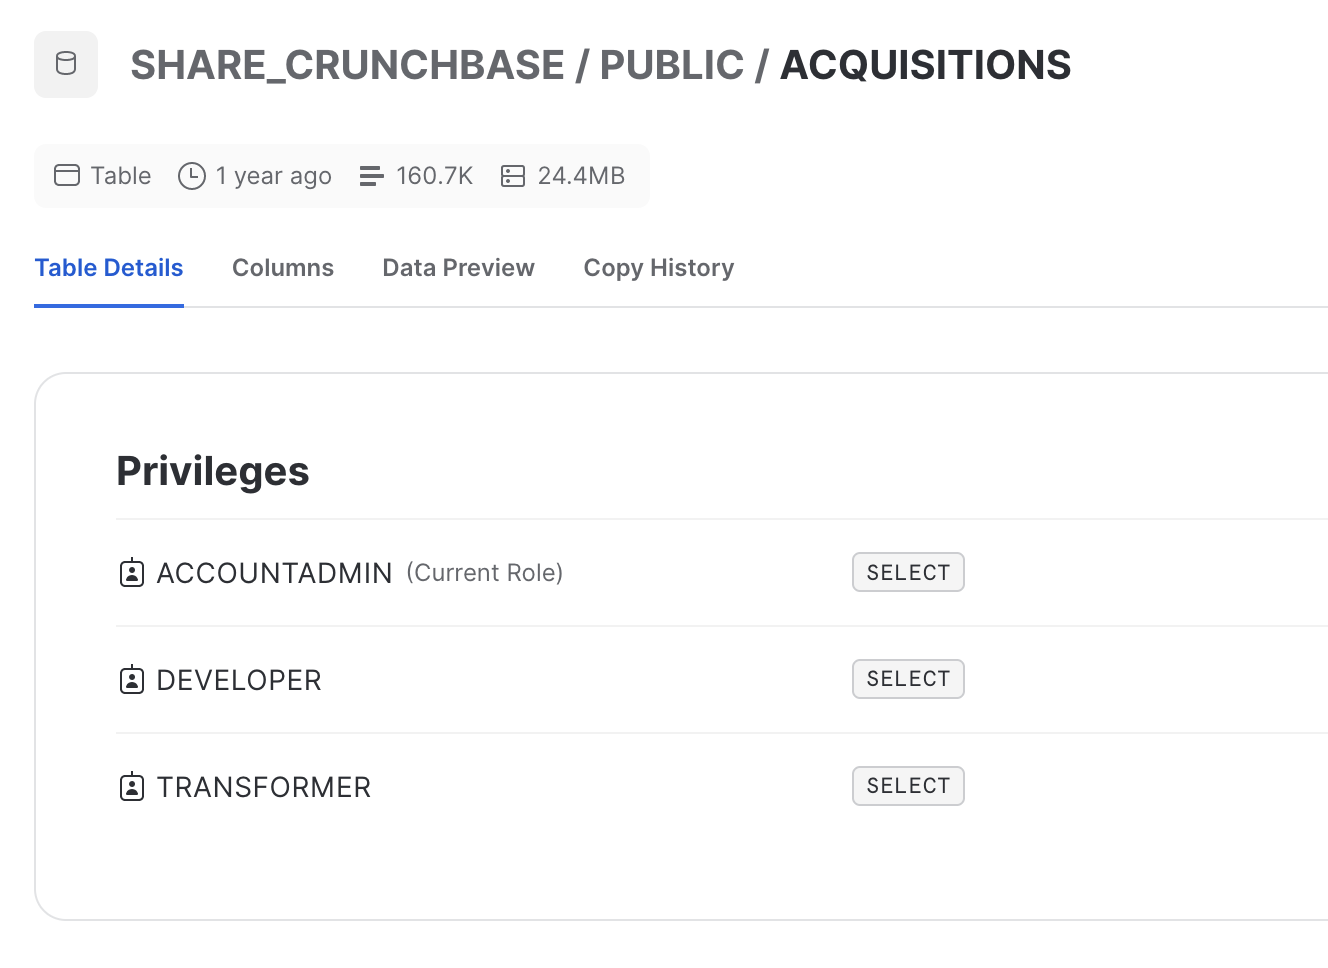 SHARE_CRUNCHBASE / PUBLIC / ACQUISITIONS
Table 1 year ago 160.7K 24.4MB
Table Details Columns Data Preview Copy History
Privileges
ACCOUNTADMIN (Current Role) SELECT
DEVELOPER SELECT
TRANSFORMER SELECT